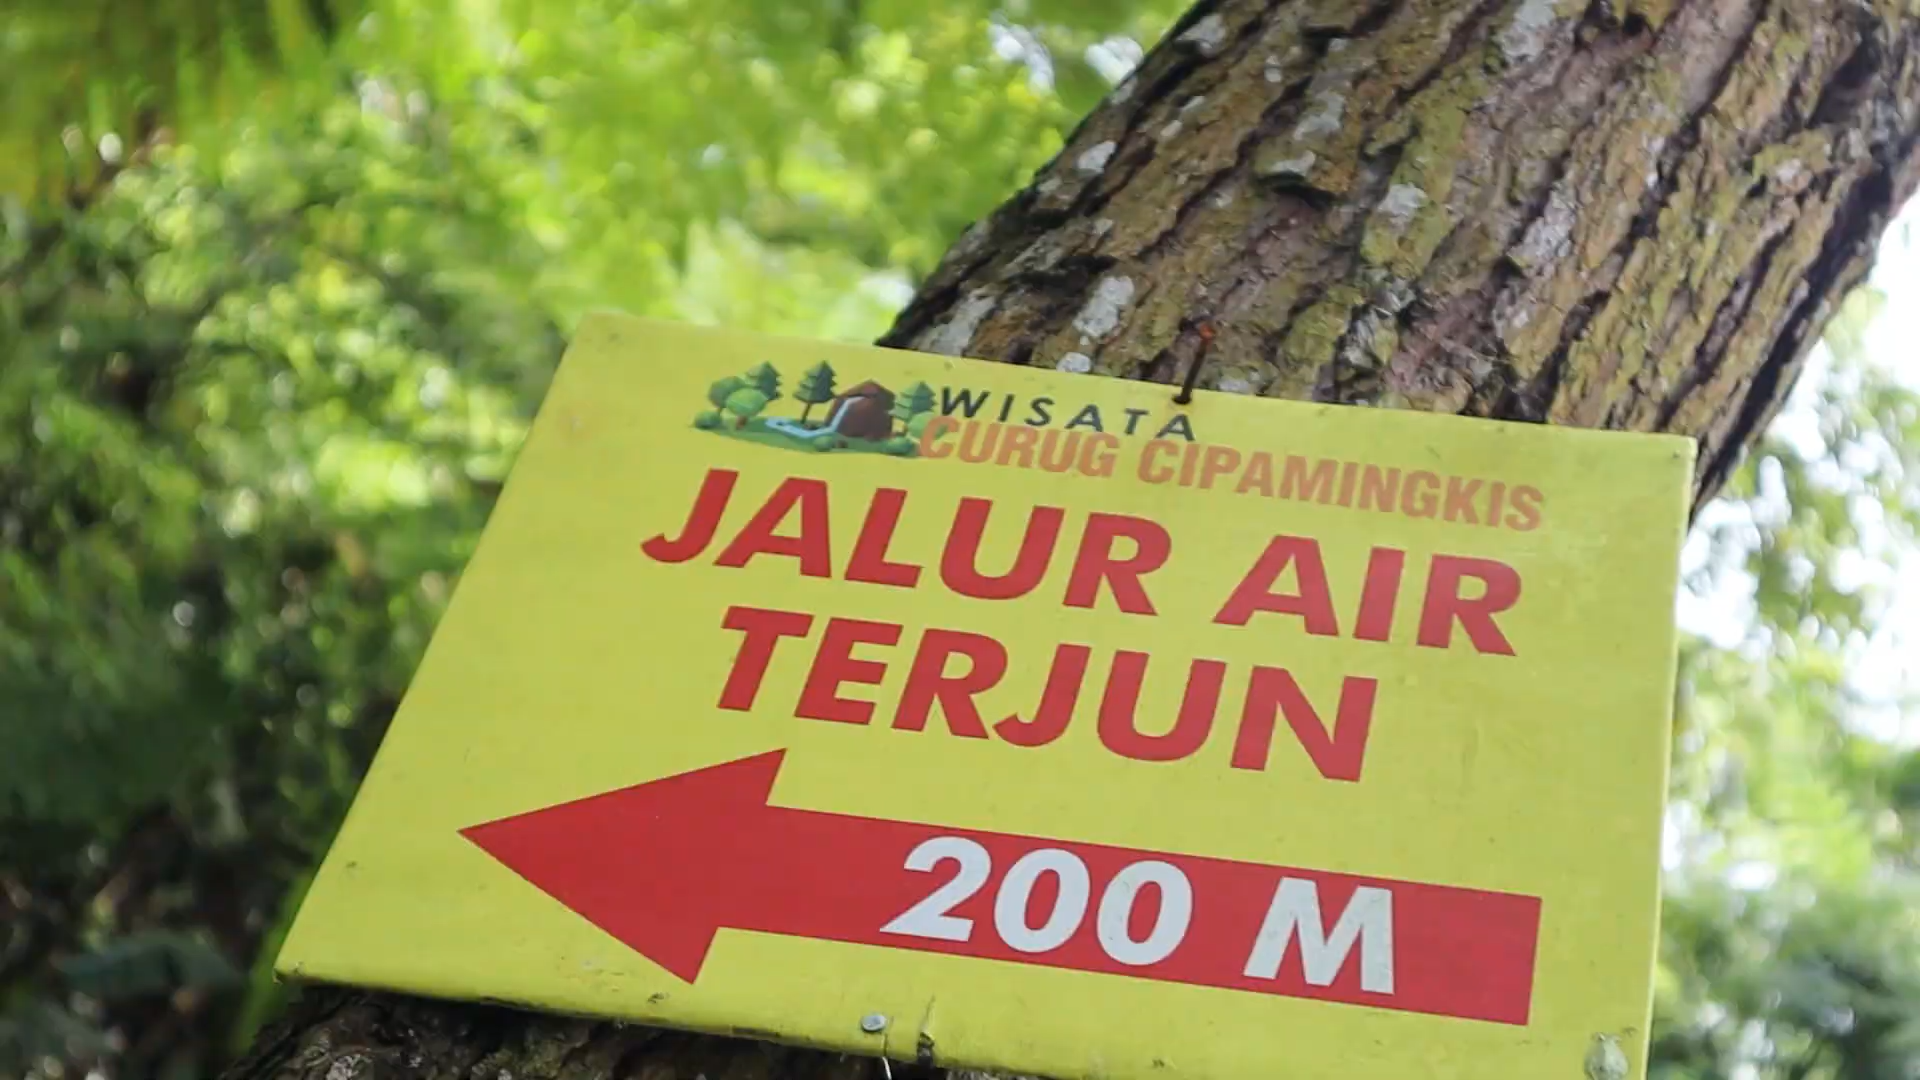 WISATA
CURUG CIPAMINGKIS
JALUR AIR
TERJUN
200 M